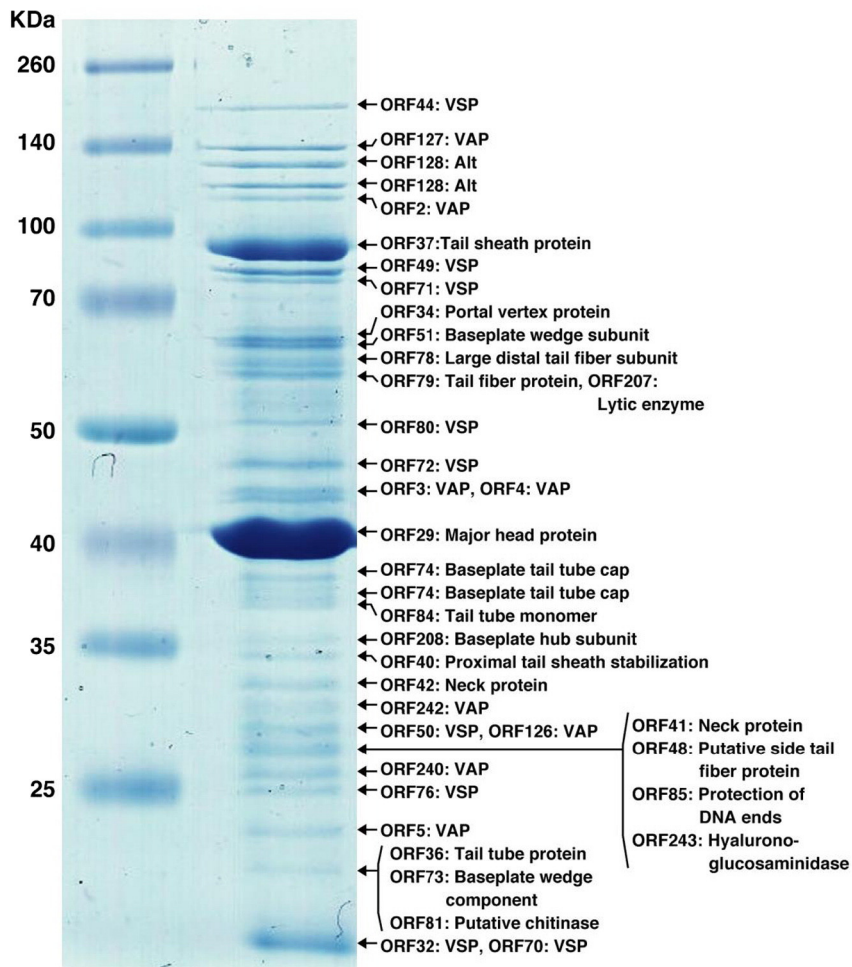 KDa
260
140
100
70
50
40
35
25
ORF44: VSP
ORF127: VAP
ORF128: Alt
ORF128: Alt
ORF2: VAP
ORF37:Tail sheath protein
ORF49: VSP
ORF71: VSP
ORF34: Portal vertex protein
ORF51: Baseplate wedge subunit
ORF78: Large distal tail fiber subunit
ORF79: Tail fiber protein, ORF207:
Lytic enzyme
ORF80: VSP
ORF72: VSP
ORF3: VAP, ORF4: VAP
ORF29: Major head protein
ORF74: Baseplate tail tube cap
ORF74: Baseplate tail tube cap
ORF84: Tail tube monomer
ORF208: Baseplate hub subunit
ORF40: Proximal tail sheath stabilization
ORF42: Neck protein
ORF242: VAP
ORF50: VSP, ORF126: VAP
ORF41: Neck protein
ORF48: Putative side tail
fiber protein
ORF85: Protection of
DNA ends
ORF243: Hyalurono-
glucosaminidase
ORF240: VAP
ORF76: VSP
ORF5: VAP
ORF36: Tail tube protein
ORF73: Baseplate wedge
component
ORF81: Putative chitinase
ORF32: VSP, ORF70: VSP